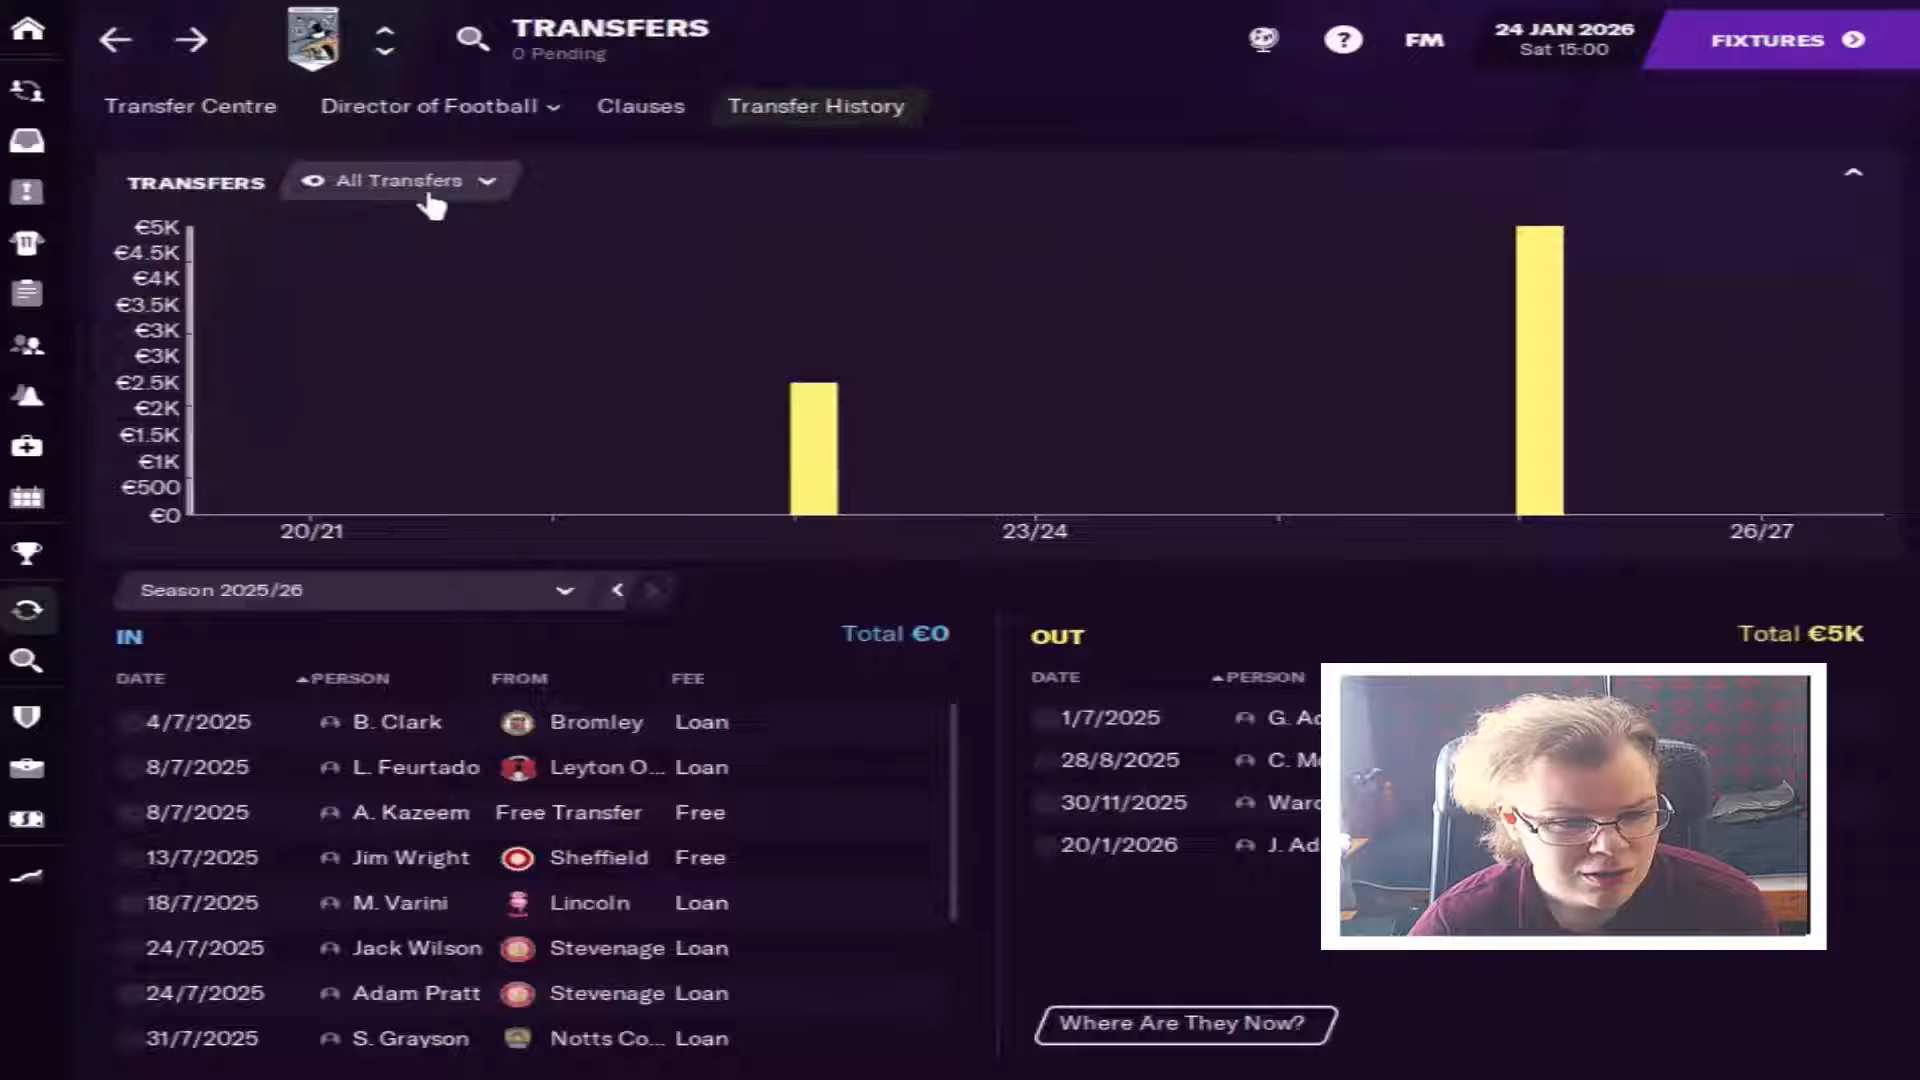 TRANSFERS
0 Pending
FM
24 JAN 2026
Sat 15:00
FIXTURES
Transfer Centre
Director of Football
Clauses
Transfer History
TRANSFERS
All Transfers
€5K
€4.5K
€4K
€3.5K
€3K
€3K
€2.5K
€2K
€1.5K
€1K
€500
€0
20/21
23/24
26/27
Season 2025/26
IN
Total €0
DATE PERSON FROM FEE
4/7/2025 B. Clark Bromley Loan
8/7/2025 L. Feurtado Leyton O... Loan
8/7/2025 A. Kazeem Free Transfer Free
13/7/2025 Jim Wright Sheffield Free
18/7/2025 M. Varini Lincoln Loan
24/7/2025 Jack Wilson Stevenage Loan
24/7/2025 Adam Pratt Stevenage Loan
31/7/2025 S. Grayson Notts Co... Loan
OUT
Total €5K
DATE PERSON
1/7/2025 G. Ac
28/8/2025 C. Mc
30/11/2025 Ward
20/1/2026 J. Ad
Where Are They Now?